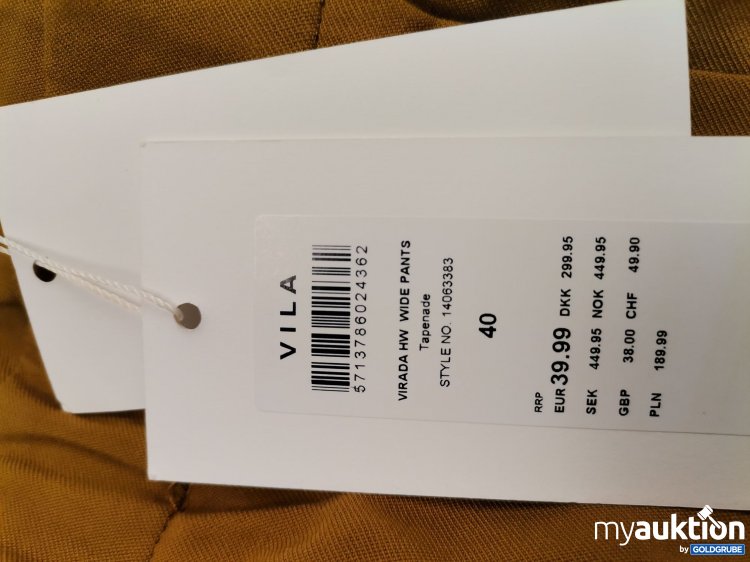 VILA
5713786024362
VIRADA HW WIDE PANTS
Tapenade
STYLE NO. 14063383
40
RRP
EUR 39.99 DKK 299.95
SEK 449.95 NOK 449.95
GBP 38.00 CHF 49.90
PLN 189.99
myauktion
by GOLDGRUBE